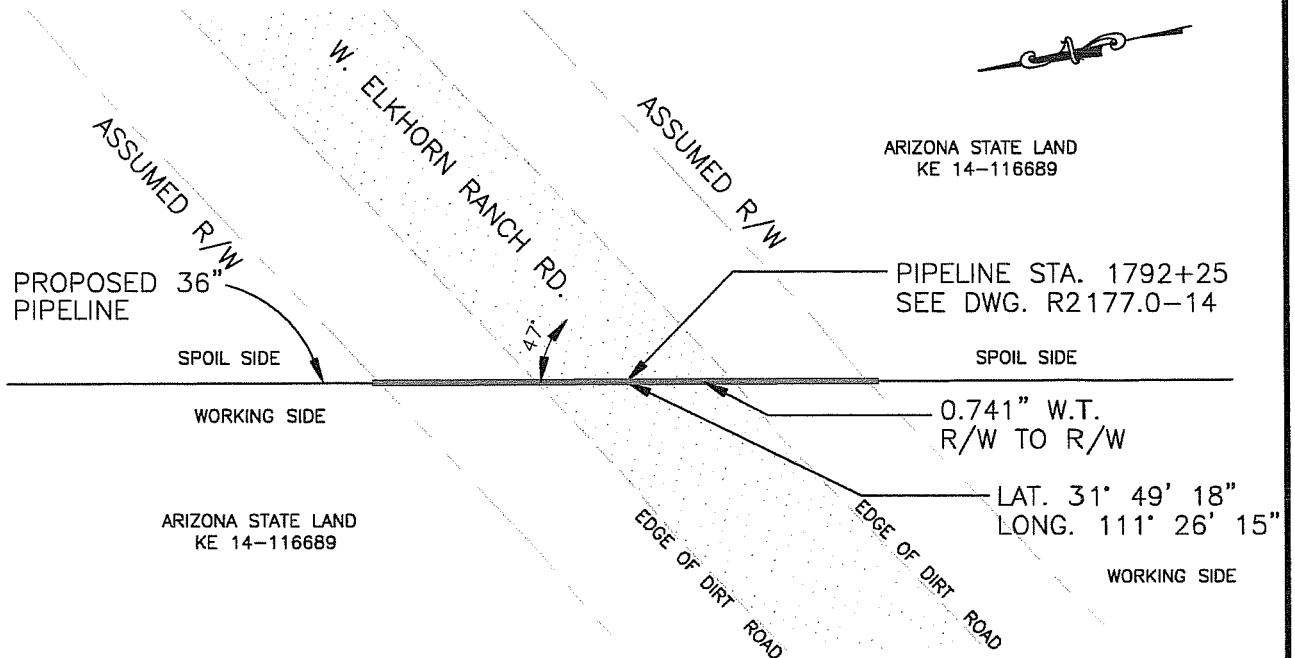 W. ELKHORN RANCH RD.
ASSUMED R/W
ASSUMED R/W
ARIZONA STATE LAND
KE 14-116689
PROPOSED 36"
PIPELINE
PIPELINE STA. 1792+25
SEE DWG. R2177.0-14
47°
SPOIL SIDE
SPOIL SIDE
WORKING SIDE
0.741" W.T.
R/W TO R/W
LAT. 31° 49' 18"
LONG. 111° 26' 15"
ARIZONA STATE LAND
KE 14-116689
EDGE OF DIRT ROAD
EDGE OF DIRT ROAD
WORKING SIDE